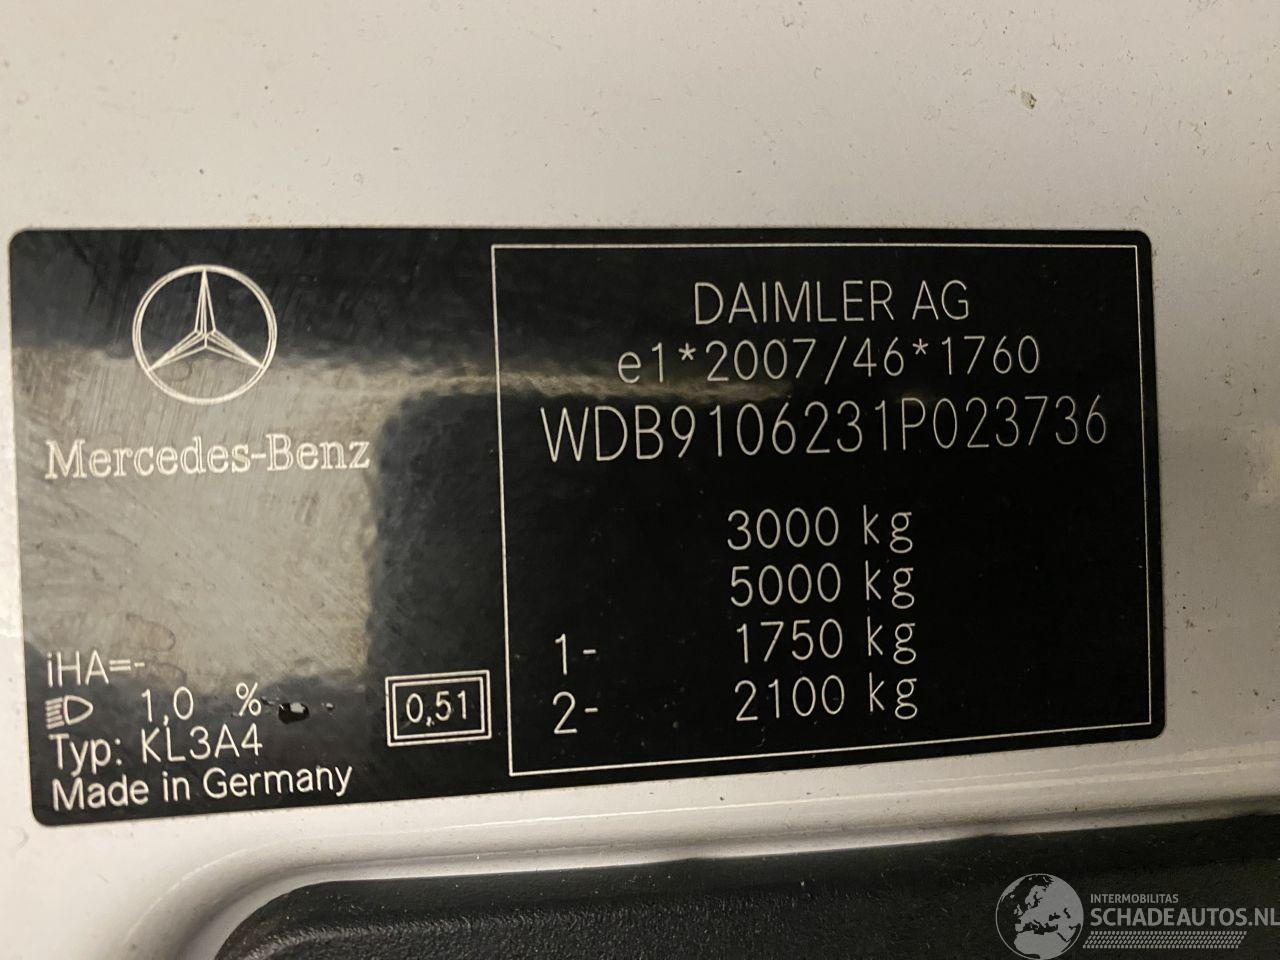 Mercedes-Benz
iHA=-
1,0 %
Typ: KL3A4
Made in Germany
0,51
DAIMLER AG
e1*2007/46*1760
WDB9106231P023736
3000 kg
5000 kg
1- 1750 kg
2- 2100 kg
INTERMOBILITAS
SCHADEAUTOS.NL